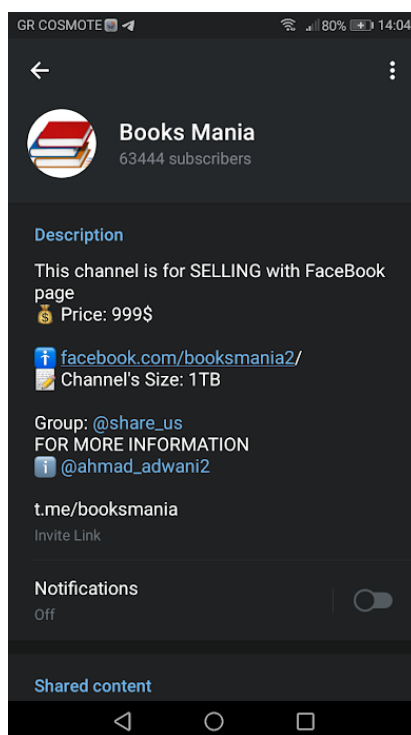 GR COSMOTE 80% 14:04
Books Mania
63444 subscribers
Description
This channel is for SELLING with FaceBook
page
💰 Price: 999$
facebook.com/booksmania2/
📝 Channel's Size: 1TB
Group: @share_us
FOR MORE INFORMATION
ℹ️ @ahmad_adwani2
t.me/booksmania
Invite Link
Notifications
Off
Shared content